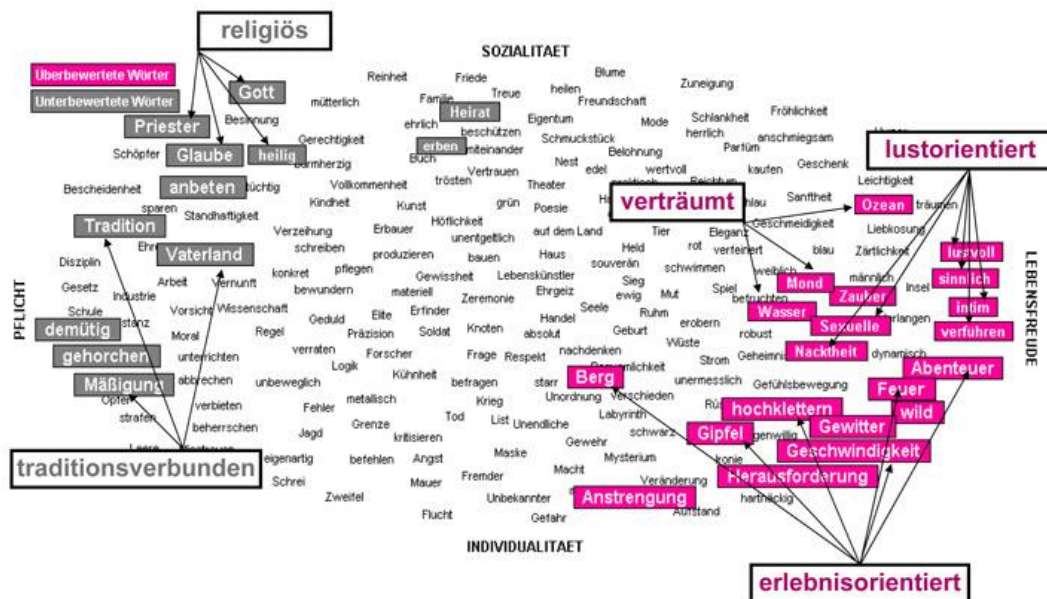 religiös
SOZIALITAET
Überbewertete Wörter
Unterbewertete Wörter
Gott
Priester
Glaube
heilig
anbeten
Tradition
Vaterland
demütig
gehorchen
Mäßigung
traditionsverbunden
PFLICHT
Reinheit
Friede
Blume
Zuneigung
mütterlich
Familie
Treue
heilen
Freundschaft
Fröhlichkeit
Besinnung
Heirat
Eigentum
Mode
Schlankheit
herrlich
anschmiegsam
lustorientiert
Gerechtigkeit
ehrlich
beschützen
Schmuckstück
Parfüm
Schöpfer
erben
miteinander
Belohnung
Buch
Vertrauen
Nest
edel
wertvoll
kaufen
Geschenk
Bescheidenheit
Vollkommenheit
trösten
Theater
Leichtigkeit
sparen
Kindheit
Kunst
grün
Poesie
verträumt
Sanftheit
Ozean
träumen
Standhaftigkeit
Höflichkeit
Verzeihung
Erbauer
unentgeltlich
auf dem Land
Tier
Eleganz
Geschmeidigkeit
Liebkosung
schreiben
produzieren
bauen
Haus
Held
rot
verfeinert
blau
Zärtlichkeit
lustvoll
LEBENSFREUDE
Disziplin
konkret
pflegen
Gewissheit
Lebenskünstler
souverän
schwimmen
weiblich
männlich
sinnlich
Gesetz
Arbeit
Vernunft
bewundern
materiell
Zeremonie
Ehrgeiz
Sieg
ewig
Mut
Spiel
Mond
Zauber
Insel
Industrie
Schule
Vorsicht
Wissenschaft
Geduld
Elite
Erfinder
Handel
Seele
Ruhm
befruchten
Wasser
intim
Moral
Regel
Präzision
Soldat
Knoten
absolut
Geburt
erobern
robust
Sexuelle
verführen
unterrichten
verraten
Forscher
Frage
Respekt
nachdenken
Wüste
Strom
Geheimnis
Nacktheit
dynamisch
abbrechen
unbeweglich
Logik
Kühnheit
befragen
starr
Berg
unermesslich
Gefühlsbewegung
Abenteuer
Opfer
verbieten
metallisch
Krieg
Unordnung
verschieden
Feuer
strafen
beherrschen
Fehler
Grenze
Tod
List
Unendliche
Labyrinth
hochklettern
wild
Jagd
kritisieren
schwarz
Gipfel
Gewitter
eigenartig
befehlen
Angst
Maske
Gewehr
Mysterium
Geschwindigkeit
Schrei
Mauer
Fremder
Macht
Veränderung
Herausforderung
Zweifel
Unbekannter
Anstrengung
hartnäckig
Flucht
Gefahr
Aufstand
INDIVIDUALITAET
erlebnisorientiert